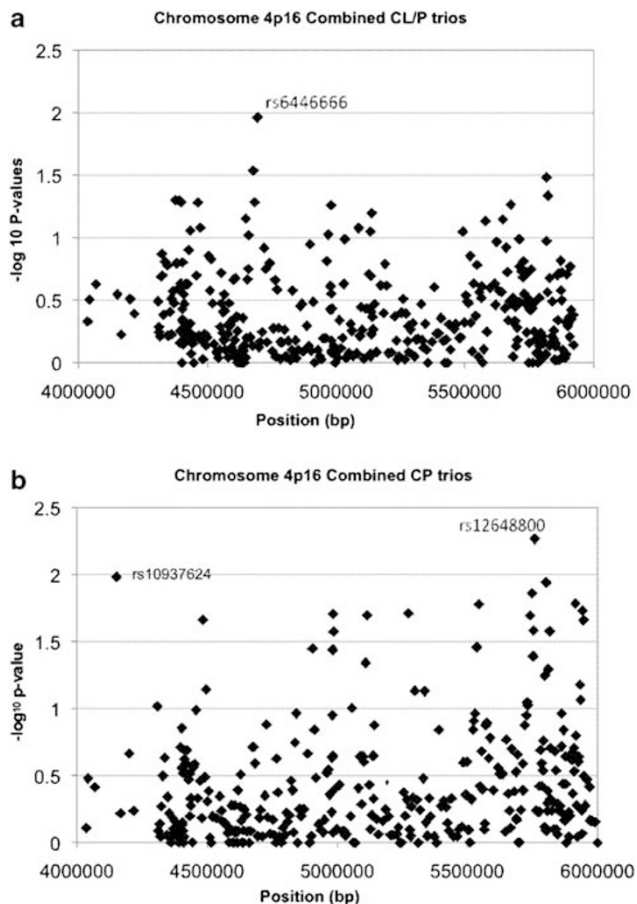 a
Chromosome 4p16 Combined CL/P trios
2.5
rs6446666
2
1.5
1
0.5
0
-log 10 P-values
4000000 4500000 5000000 5500000 6000000
Position (bp)
b
Chromosome 4p16 Combined CP trios
2.5
rs12648800
rs10937624
2
1.5
1
0.5
0
-log¹⁰ p-value
4000000 4500000 5000000 5500000 6000000
Position (bp)